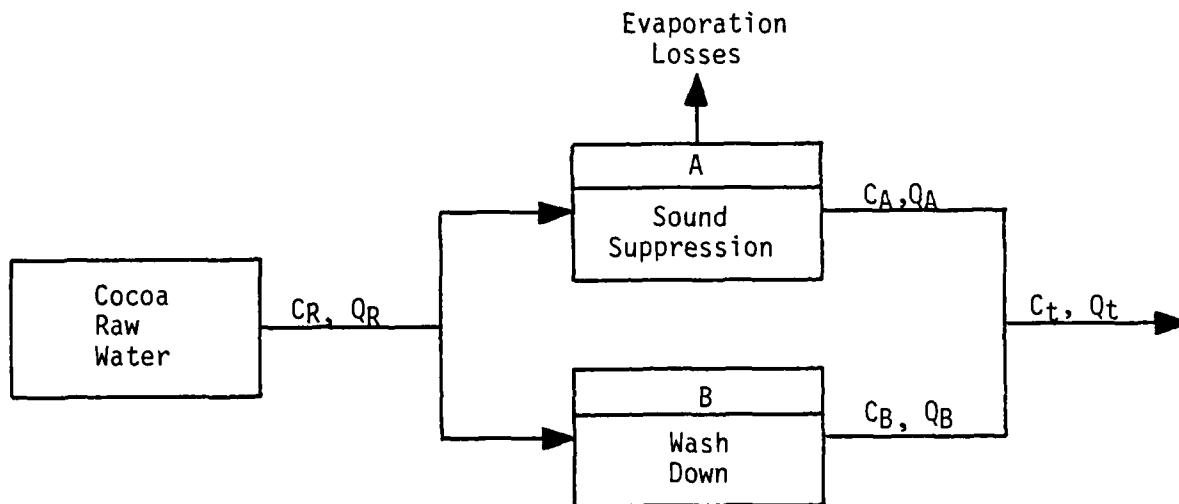 Evaporation
Losses
A
Sound
Suppression
CA,QA
Cocoa
Raw
Water
CR, QR
Ct, Qt
B
Wash
Down
CB, QB